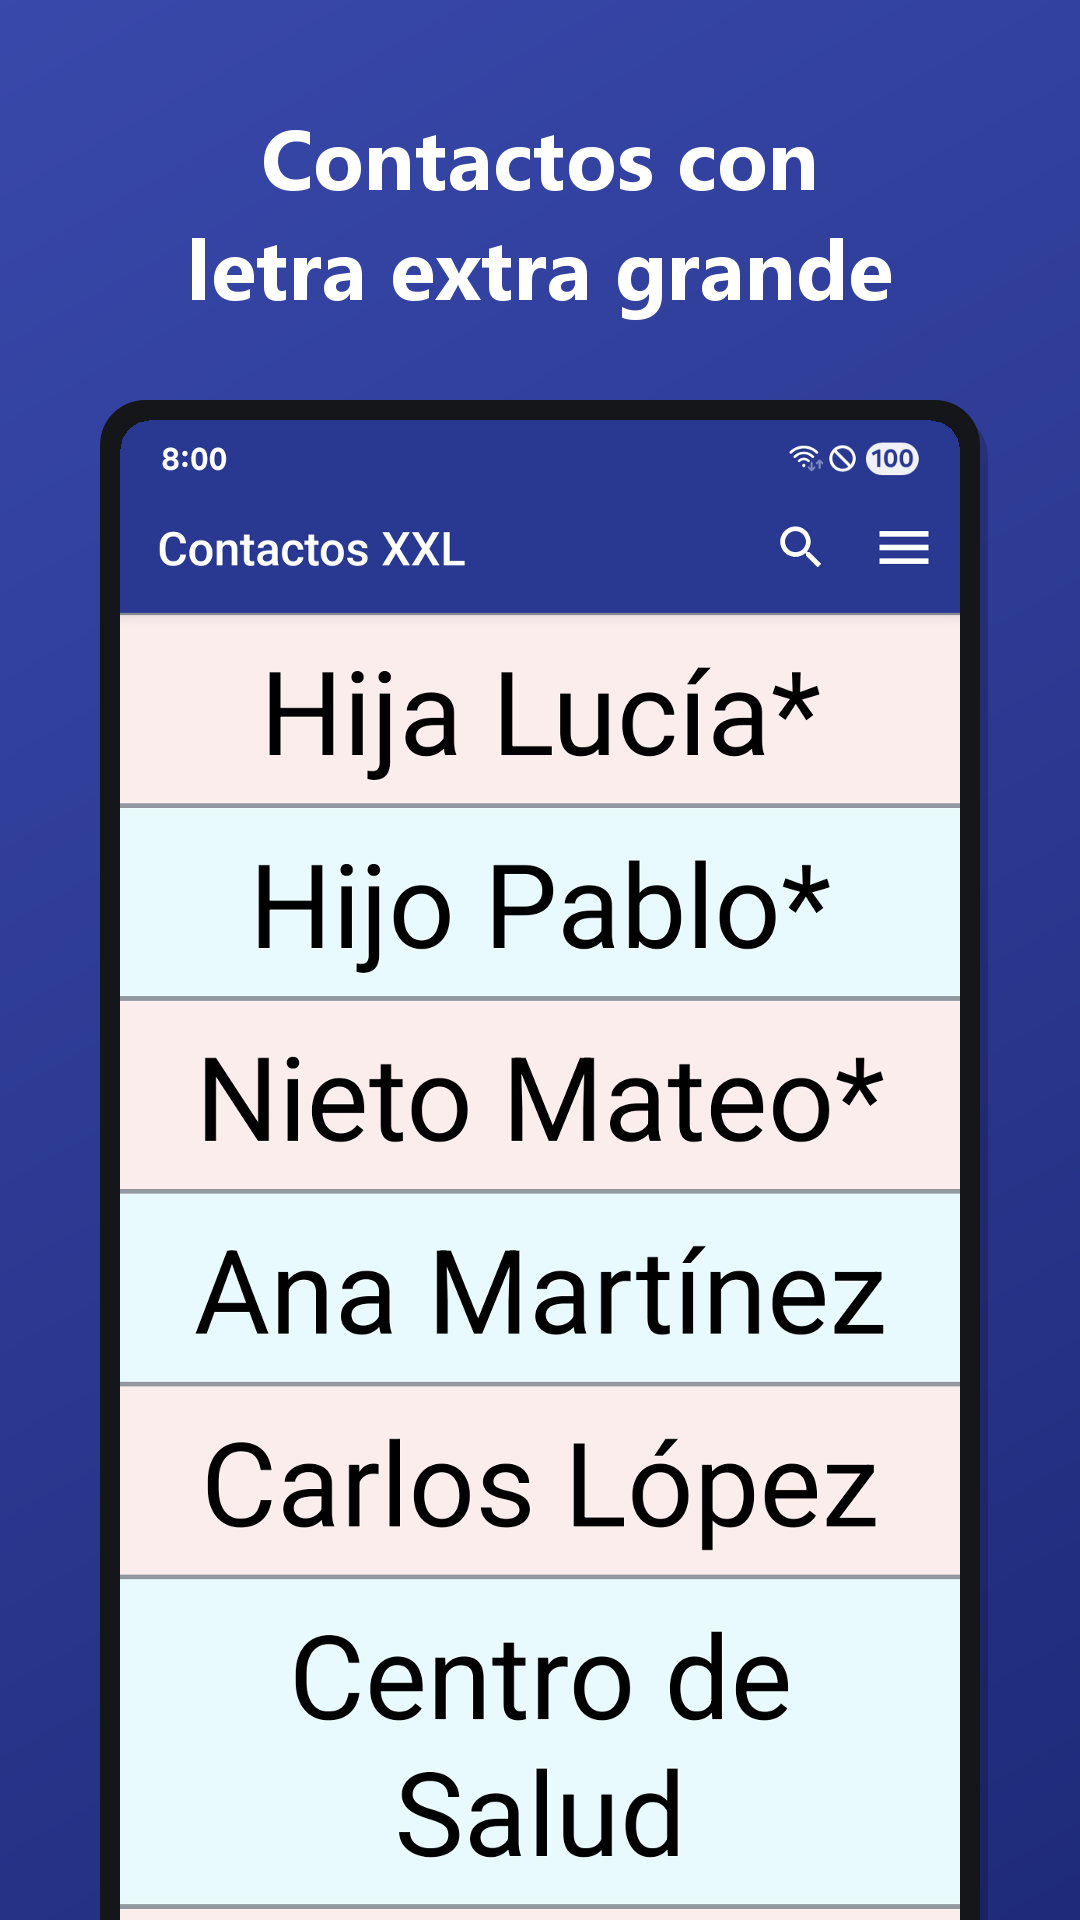 Contactos con
letra extra grande
8:00
100
Contactos XXL
Hija Lucía*
Hijo Pablo*
Nieto Mateo*
Ana Martínez
Carlos López
Centro de
Salud